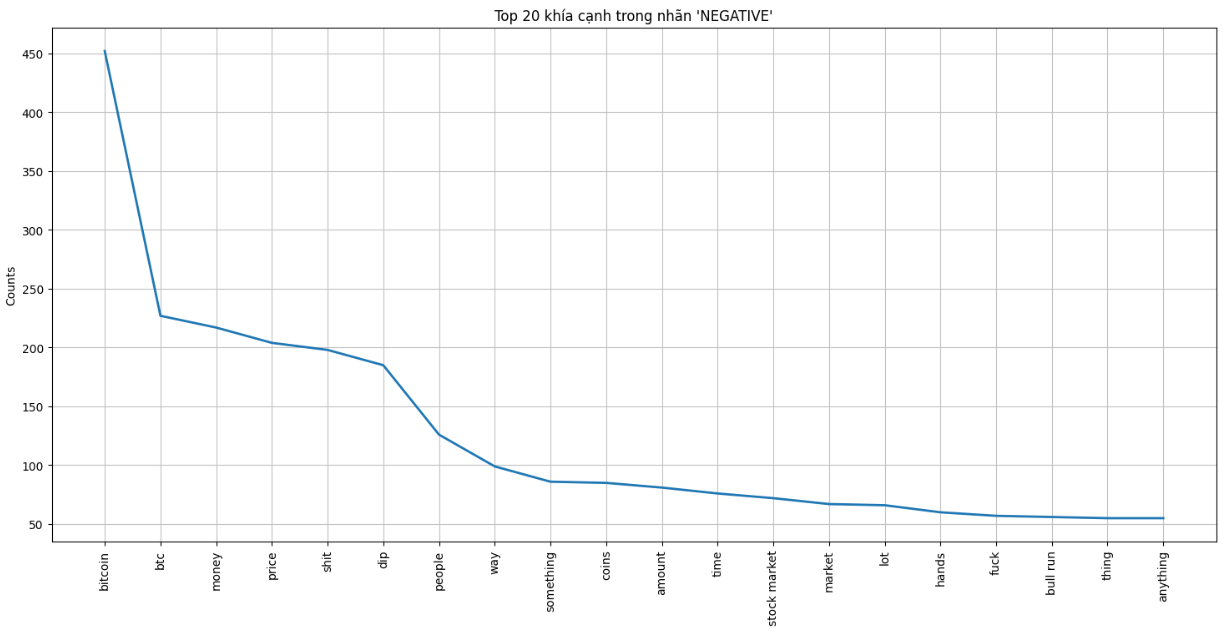 Top 20 khía cạnh trong nhãn 'NEGATIVE'
Counts
450
400
350
300
250
200
150
100
50
bitcoin
btc
money
price
shit
dip
people
way
something
coins
amount
time
stock market
market
lot
hands
fuck
bull run
thing
anything